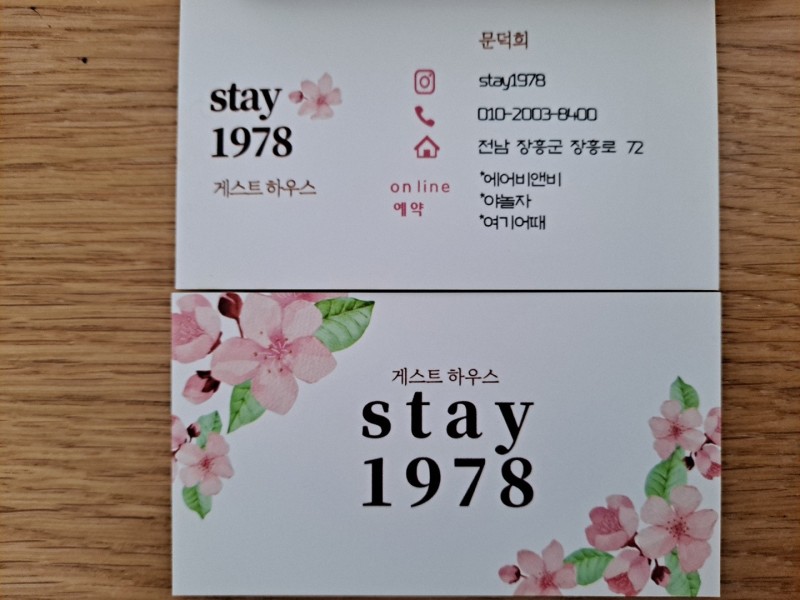 문덕희
stay
1978
게스트 하우스
stay1978
010-2003-8400
전남 장흥군 장흥로 72
on line
예약
*에어비앤비
*야놀자
*여기어때
게스트 하우스
stay
1978